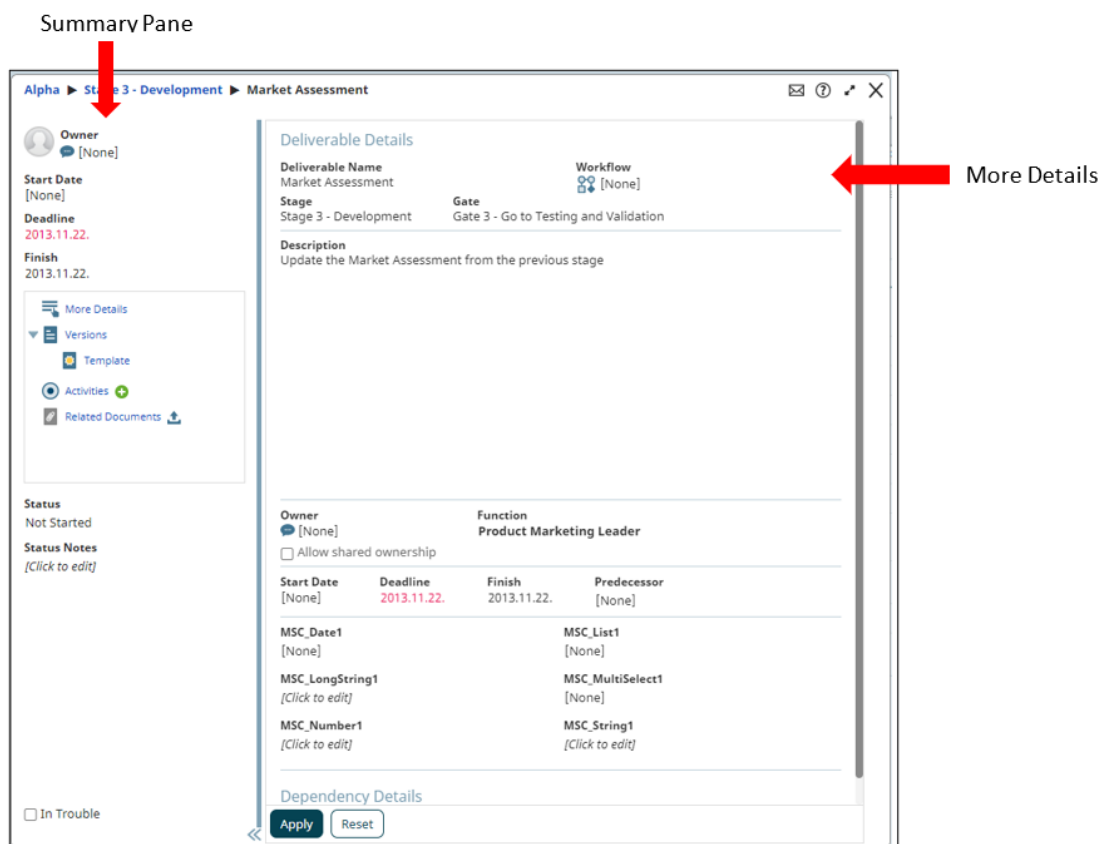 Summary Pane
Alpha ▶ Stage 3 - Development ▶ Market Assessment
Owner
[None]
Start Date
[None]
Deadline
2013.11.22.
Finish
2013.11.22.
More Details
Versions
Template
Activities
Related Documents
Status
Not Started
Status Notes
[Click to edit]
In Trouble
Deliverable Details
Deliverable Name Workflow
Market Assessment [None]
Stage Gate
Stage 3 - Development Gate 3 - Go to Testing and Validation
Description
Update the Market Assessment from the previous stage
Owner Function
[None] Product Marketing Leader
Allow shared ownership
Start Date Deadline Finish Predecessor
[None] 2013.11.22. 2013.11.22. [None]
MSC_Date1 MSC_List1
[None] [None]
MSC_LongString1 MSC_MultiSelect1
[Click to edit] [None]
MSC_Number1 MSC_String1
[Click to edit] [Click to edit]
Dependency Details
Apply Reset
More Details